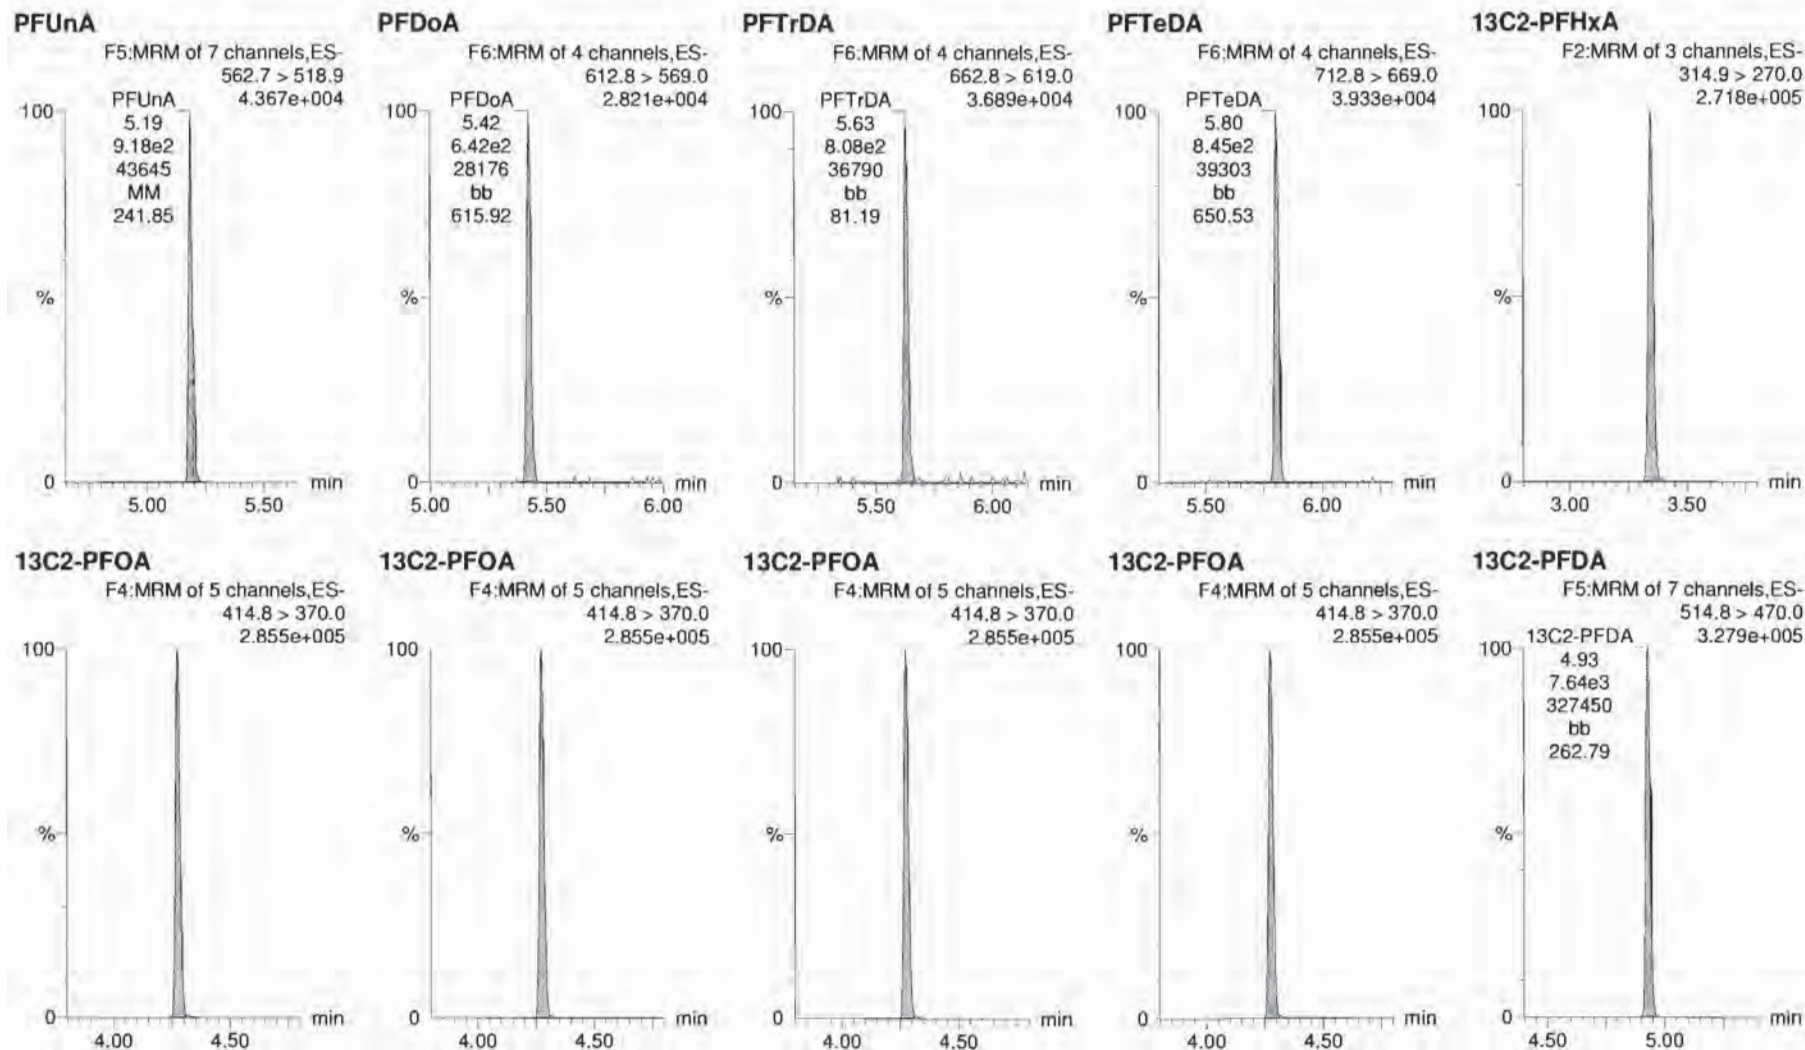 PFUnA
F5:MRM of 7 channels,ES-
562.7 > 518.9
4.367e+004
PFUnA
5.19
9.18e2
43645
MM
241.85
100
%
0
5.00 5.50 min
PFDoA
F6:MRM of 4 channels,ES-
612.8 > 569.0
2.821e+004
PFDoA
5.42
6.42e2
28176
bb
615.92
100
%
0
5.00 5.50 6.00 min
PFTrDA
F6:MRM of 4 channels,ES-
662.8 > 619.0
3.689e+004
PFTrDA
5.63
8.08e2
36790
bb
81.19
100
%
0
5.50 6.00 min
PFTeDA
F6:MRM of 4 channels,ES-
712.8 > 669.0
3.933e+004
PFTeDA
5.80
8.45e2
39303
bb
650.53
100
%
0
5.50 6.00 min
13C2-PFHxA
F2:MRM of 3 channels,ES-
314.9 > 270.0
2.718e+005
100
%
0
3.00 3.50 min
13C2-PFOA
F4:MRM of 5 channels,ES-
414.8 > 370.0
2.855e+005
100
%
0
4.00 4.50 min
13C2-PFOA
F4:MRM of 5 channels,ES-
414.8 > 370.0
2.855e+005
100
%
0
4.00 4.50 min
13C2-PFOA
F4:MRM of 5 channels,ES-
414.8 > 370.0
2.855e+005
100
%
0
4.00 4.50 min
13C2-PFOA
F4:MRM of 5 channels,ES-
414.8 > 370.0
2.855e+005
100
%
0
4.00 4.50 min
13C2-PFDA
F5:MRM of 7 channels,ES-
514.8 > 470.0
3.279e+005
13C2-PFDA
4.93
7.64e3
327450
bb
262.79
100
%
0
4.50 5.00 min